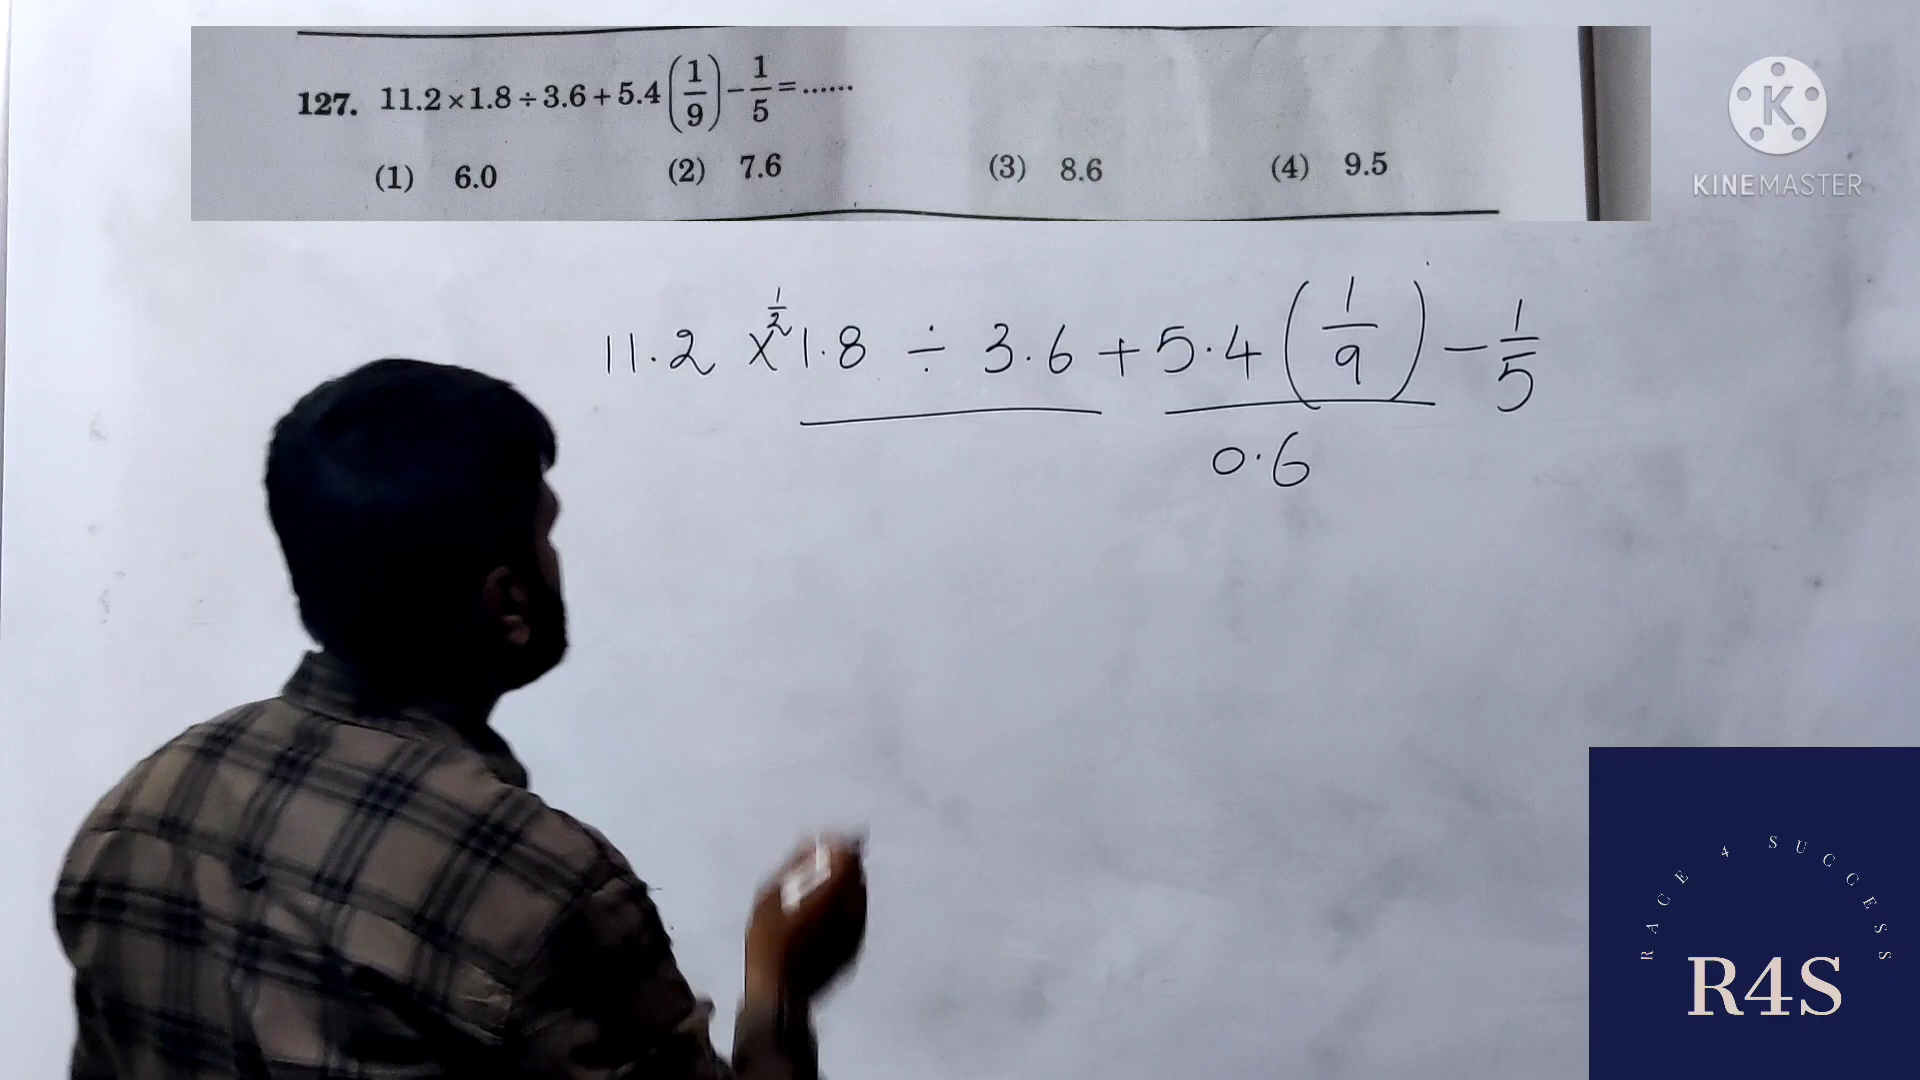 127. 11.2 × 1.8 ÷ 3.6 + 5.4 (1/9) − 1/5 = ......
(1) 6.0 (2) 7.6 (3) 8.6 (4) 9.5
K
KINEMASTER
11.2 × 1/2 1.8 ÷ 3.6 + 5.4 (1/9) − 1/5
0.6
RACE 4 SUCCESS
R4S